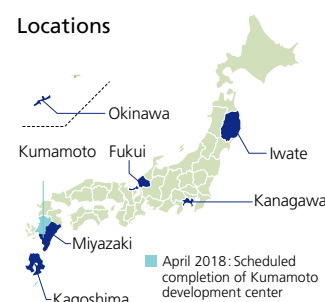 Locations
Okinawa
Kumamoto Fukui
Iwate
Kanagawa
Miyazaki
April 2018: Scheduled
completion of Kumamoto
development center
Kagoshima